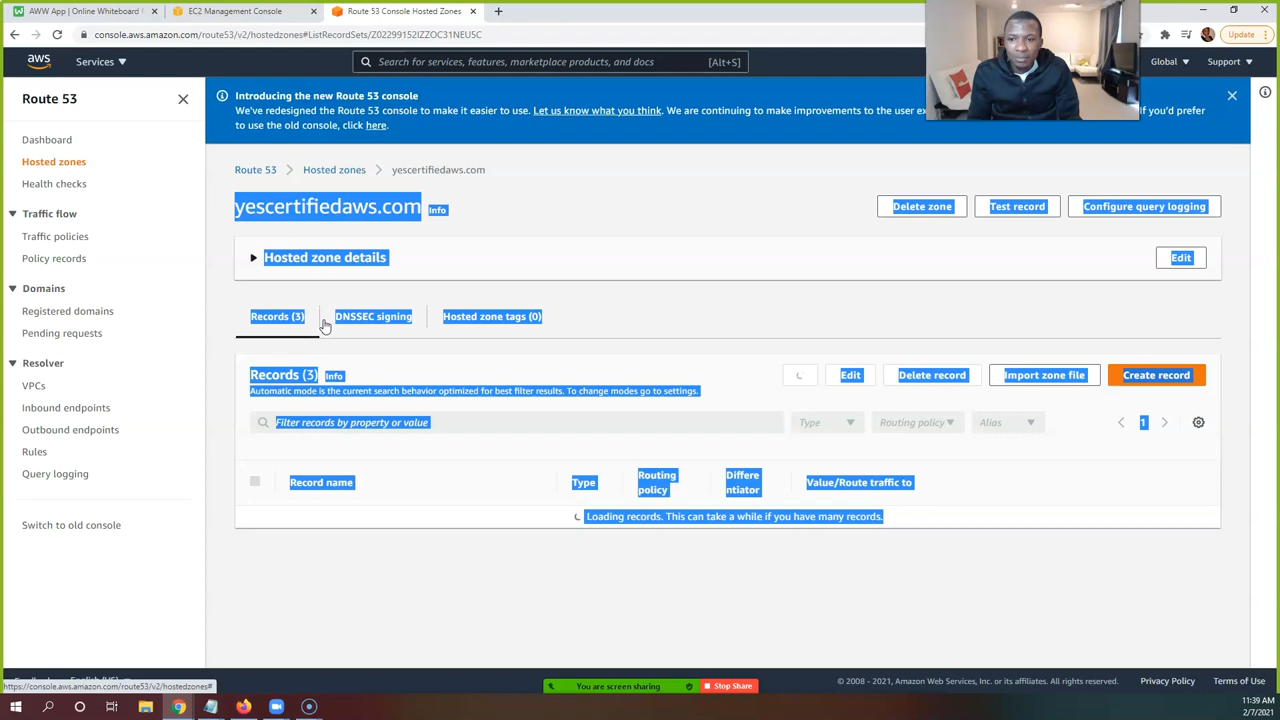 AWW App | Online Whiteboard
EC2 Management Console
Route 53 Console Hosted Zones
console.aws.amazon.com/route53/v2/hostedzones#ListRecordSets/Z02299152IZZOC31NEU5C
Update
aws
Services
Search for services, features, marketplace products, and docs
[Alt+S]
Global
Support
Route 53
Introducing the new Route 53 console
We've redesigned the Route 53 console to make it easier to use. Let us know what you think. We are continuing to make improvements to the user ex
If you'd prefer
to use the old console, click here.
Dashboard
Hosted zones
Health checks
Traffic flow
Traffic policies
Policy records
Domains
Registered domains
Pending requests
Resolver
VPCs
Inbound endpoints
Outbound endpoints
Rules
Query logging
Switch to old console
Route 53
Hosted zones
yescertifiedaws.com
yescertifiedaws.com Info
Delete zone
Test record
Configure query logging
Hosted zone details
Edit
Records (3)
DNSSEC signing
Hosted zone tags (0)
Records (3) Info
Automatic mode is the current search behavior optimized for best filter results. To change modes go to settings.
Edit
Delete record
Import zone file
Create record
Filter records by property or value
Type
Routing policy
Alias
1
Record name
Type
Routing
policy
Differe
ntiator
Value/Route traffic to
Loading records. This can take a while if you have many records.
https://console.aws.amazon.com/route53/v2/hostedzones#
You are screen sharing
Stop Share
© 2008 - 2021, Amazon Web Services, Inc. or its affiliates. All rights reserved.
Privacy Policy
Terms of Use
11:39 AM
2/7/2021